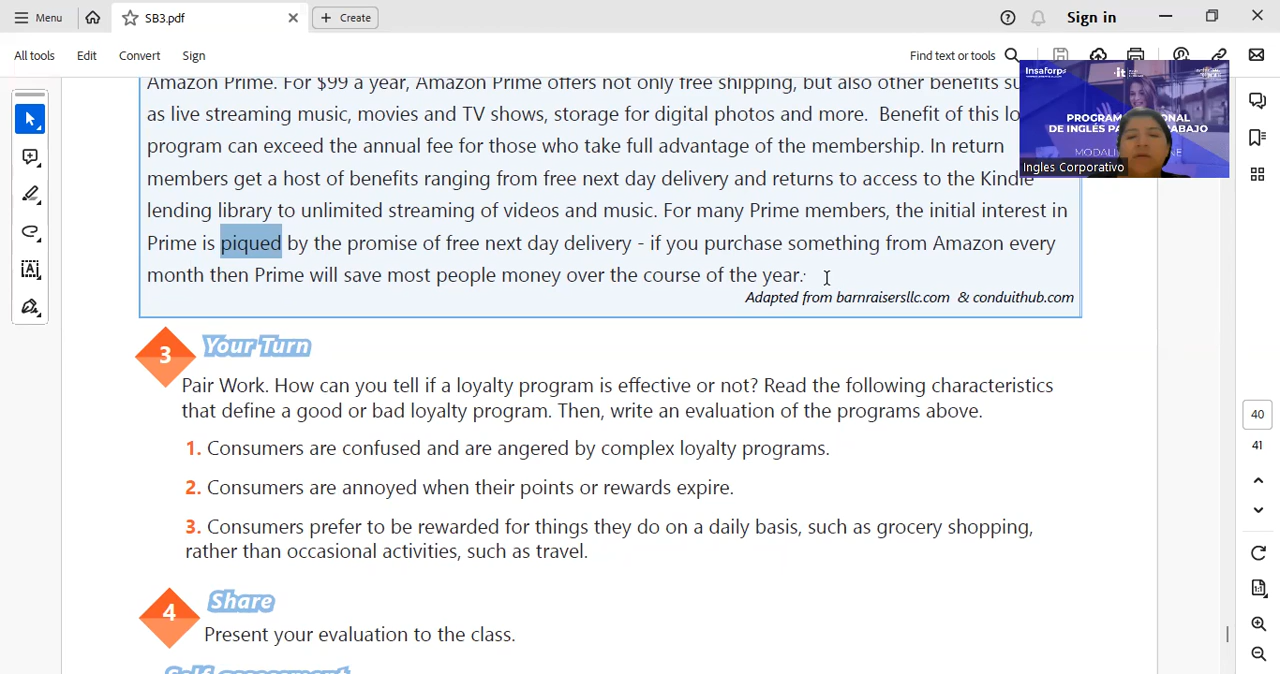 Menu
SB3.pdf
Create
Sign in
All tools
Edit
Convert
Sign
Find text or tools
Amazon Prime. For $99 a year, Amazon Prime offers not only free shipping, but also other benefits
as live streaming music, movies and TV shows, storage for digital photos and more. Benefit of this
program can exceed the annual fee for those who take full advantage of the membership. In return
members get a host of benefits ranging from free next day delivery and returns to access to the Kindle
lending library to unlimited streaming of videos and music. For many Prime members, the initial interest in
Prime is piqued by the promise of free next day delivery - if you purchase something from Amazon every
month then Prime will save most people money over the course of the year.
Adapted from barnraisersllc.com & conduithub.com
Insaforp
it
DE INGLÉS
Ingles Corporativo
3
Your Turn
Pair Work. How can you tell if a loyalty program is effective or not? Read the following characteristics
that define a good or bad loyalty program. Then, write an evaluation of the programs above.
1. Consumers are confused and are angered by complex loyalty programs.
2. Consumers are annoyed when their points or rewards expire.
3. Consumers prefer to be rewarded for things they do on a daily basis, such as grocery shopping,
rather than occasional activities, such as travel.
4
Share
Present your evaluation to the class.
Self-assessment
40
41